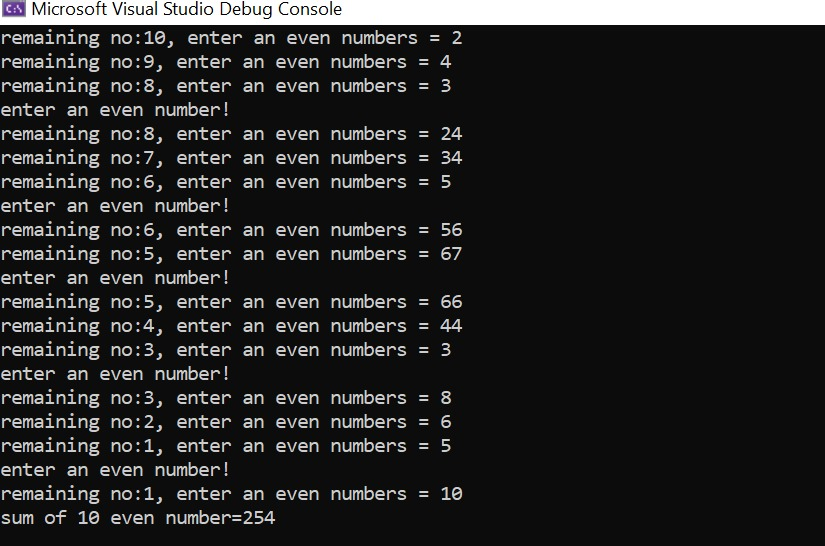 C:\ Microsoft Visual Studio Debug Console
remaining no:10, enter an even numbers = 2
remaining no:9, enter an even numbers = 4
remaining no:8, enter an even numbers = 3
enter an even number!
remaining no:8, enter an even numbers = 24
remaining no:7, enter an even numbers = 34
remaining no:6, enter an even numbers = 5
enter an even number!
remaining no:6, enter an even numbers = 56
remaining no:5, enter an even numbers = 67
enter an even number!
remaining no:5, enter an even numbers = 66
remaining no:4, enter an even numbers = 44
remaining no:3, enter an even numbers = 3
enter an even number!
remaining no:3, enter an even numbers = 8
remaining no:2, enter an even numbers = 6
remaining no:1, enter an even numbers = 5
enter an even number!
remaining no:1, enter an even numbers = 10
sum of 10 even number=254